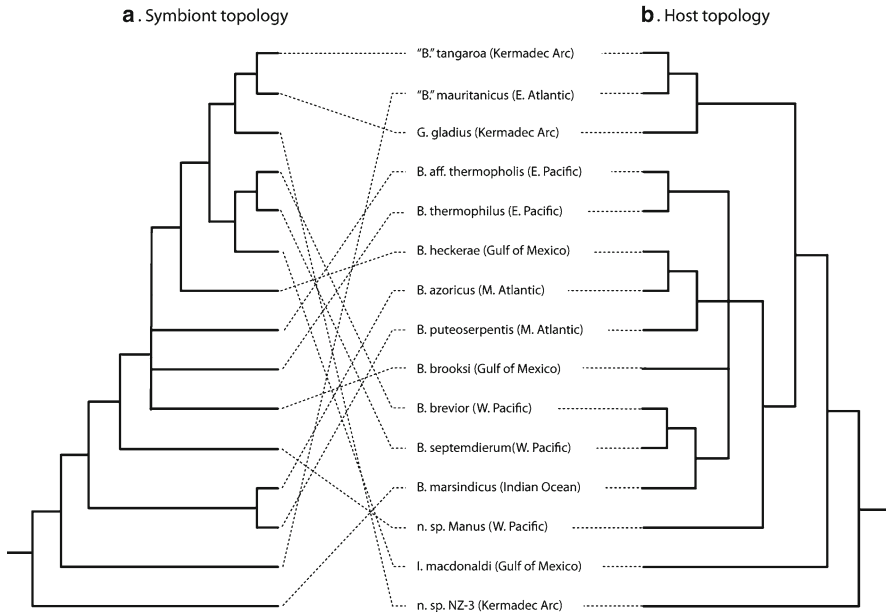 a. Symbiont topology
b. Host topology
"B." tangaroa (Kermadec Arc)
"B." mauritanicus (E. Atlantic)
G. gladius (Kermadec Arc)
B. aff. thermopholis (E. Pacific)
B. thermophilus (E. Pacific)
B. heckerae (Gulf of Mexico)
B. azoricus (M. Atlantic)
B. puteoserpentis (M. Atlantic)
B. brooksi (Gulf of Mexico)
B. brevior (W. Pacific)
B. septemdierum(W. Pacific)
B. marsindicus (Indian Ocean)
n. sp. Manus (W. Pacific)
I. macdonaldi (Gulf of Mexico)
n. sp. NZ-3 (Kermadec Arc)